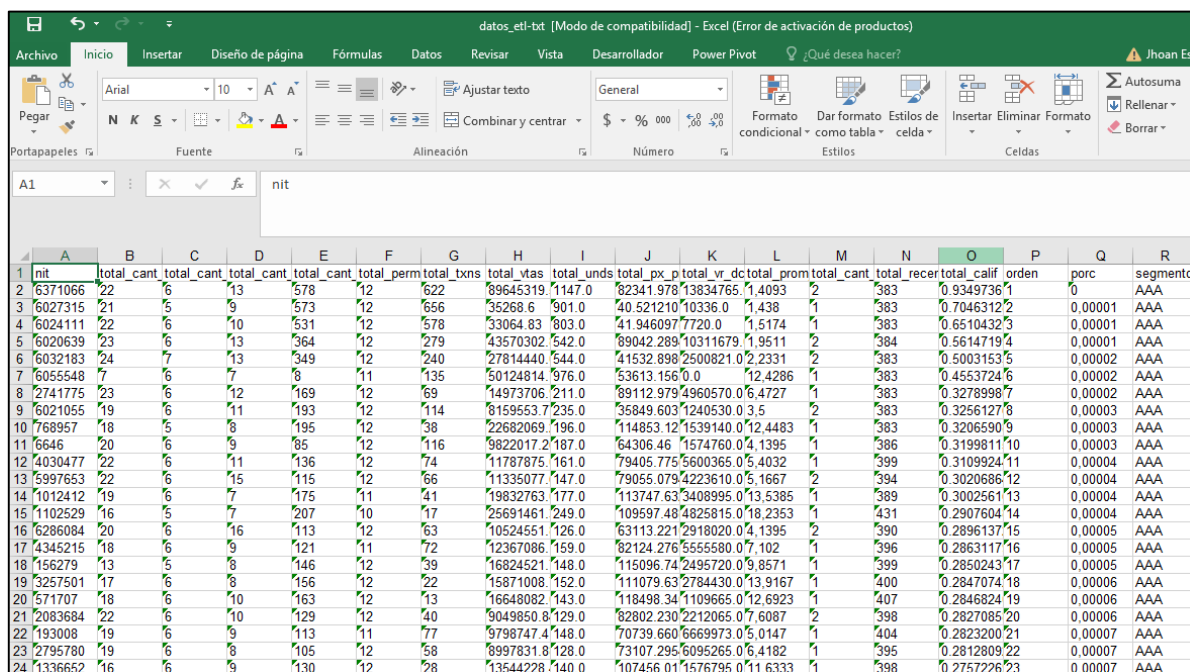 datos_etl-txt [Modo de compatibilidad] - Excel (Error de activación de productos)
Archivo Inicio Insertar Diseño de página Fórmulas Datos Revisar Vista Desarrollador Power Pivot ¿Qué desea hacer? Jhoan Es
Pegar Arial 10 Ajustar texto General Formato condicional Dar formato como tabla Estilos de celda Insertar Eliminar Formato Autosuma
N K S Combinar y centrar $ % 000 Rellenar
Borrar
Portapapeles Fuente Alineación Número Estilos Celdas
A1 fx nit
A B C D E F G H I J K L M N O P Q R
1 nit total_cant_ total_cant_ total_cant_ total_cant_ total_perm total_txns total_vtas total_unds total_px_p total_vr_dc total_prom total_cant_ total_recer total_calif orden porc segmento
2 6371066 22 6 13 578 12 622 89645319. 1147.0 82341.978 13834765. 1,4093 2 383 0.9349736 1 0 AAA
3 6027315 21 5 9 573 12 656 35268.6 901.0 40.521210 10336.0 1,438 1 383 0.7046312 2 0,00001 AAA
4 6024111 22 6 10 531 12 578 33064.83 803.0 41.946097 7720.0 1,5174 1 383 0.6510432 3 0,00001 AAA
5 6020639 23 6 13 364 12 279 43570302. 542.0 89042.289 10311679. 1,9511 2 384 0.5614719 4 0,00001 AAA
6 6032183 24 7 13 349 12 240 27814440. 544.0 41532.898 2500821.0 2,2331 2 383 0.5003153 5 0,00002 AAA
7 6055548 7 6 7 8 11 135 50124814. 976.0 53613.156 0.0 12,4286 1 383 0.4553724 6 0,00002 AAA
8 2741775 23 6 12 169 12 69 14973706. 211.0 89112.979 4960570.0 6,4727 1 383 0.3278998 7 0,00002 AAA
9 6021055 19 6 11 193 12 114 8159553.7 235.0 35849.603 1240530.0 3,5 2 383 0.3256127 8 0,00003 AAA
10 768957 18 5 8 195 12 38 22682069. 196.0 114853.12 1539140.0 12,4483 1 383 0.3206590 9 0,00003 AAA
11 6646 20 6 9 85 12 116 9822017.2 187.0 64306.46 1574760.0 4,1395 1 386 0.3199811 10 0,00003 AAA
12 4030477 22 6 11 136 12 74 11787875. 161.0 79405.775 5600365.0 5,4032 1 399 0.3109924 11 0,00004 AAA
13 5997653 22 6 15 115 12 66 11335077. 147.0 79055.079 4223610.0 5,1667 2 394 0.3020686 12 0,00004 AAA
14 1012412 19 6 7 175 11 41 19832763. 177.0 113747.63 3408995.0 13,5385 1 389 0.3002561 13 0,00004 AAA
15 1102529 16 5 7 207 10 17 25691461. 249.0 109597.48 4825815.0 18,2353 1 431 0.2907604 14 0,00004 AAA
16 6286084 20 6 16 113 12 63 10524551. 126.0 63113.221 2918020.0 4,1395 2 390 0.2896137 15 0,00005 AAA
17 4345215 18 6 9 121 11 72 12367086. 159.0 82124.276 5555580.0 7,102 1 396 0.2863117 16 0,00005 AAA
18 156279 13 5 8 146 12 39 16824521. 148.0 115096.74 2495720.0 9,8571 1 399 0.2850243 17 0,00005 AAA
19 3257501 17 6 8 156 12 22 15871008. 152.0 111079.63 2784430.0 13,9167 1 400 0.2847074 18 0,00006 AAA
20 571707 18 6 10 163 12 13 16648082. 143.0 118498.34 1109665.0 12,6923 1 407 0.2846824 19 0,00006 AAA
21 2083684 22 6 10 129 12 40 9049850.8 129.0 82802.230 2212065.0 7,6087 2 398 0.2827085 20 0,00006 AAA
22 193008 19 6 9 113 11 77 9798747.4 148.0 70739.660 6669973.0 5,0147 1 404 0.2823200 21 0,00007 AAA
23 2795780 19 6 8 105 12 58 8997831.8 128.0 73107.295 6095265.0 6,4182 1 395 0.2812809 22 0,00007 AAA
24 1336652 16 6 9 130 12 28 13544228. 140.0 107456.01 1576795.0 11,6333 1 398 0.2757226 23 0,00007 AAA